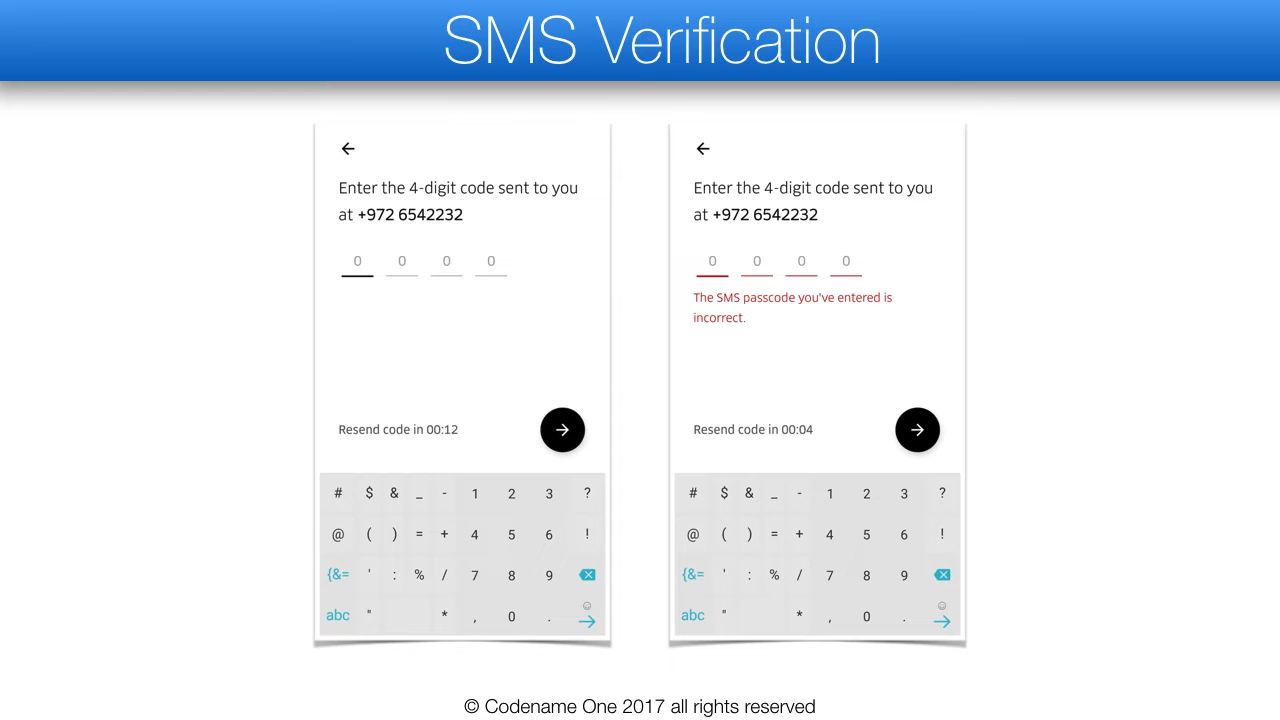 SMS Verification
Enter the 4-digit code sent to you
at +972 6542232
0 0 0 0
Resend code in 00:12
# $ & _ - 1 2 3 ?
@ ( ) = + 4 5 6 !
{&= ' : % / 7 8 9
abc " * , 0 .
Enter the 4-digit code sent to you
at +972 6542232
0 0 0 0
The SMS passcode you've entered is
incorrect.
Resend code in 00:04
# $ & _ - 1 2 3 ?
@ ( ) = + 4 5 6 !
{&= ' : % / 7 8 9
abc " * , 0 .
© Codename One 2017 all rights reserved